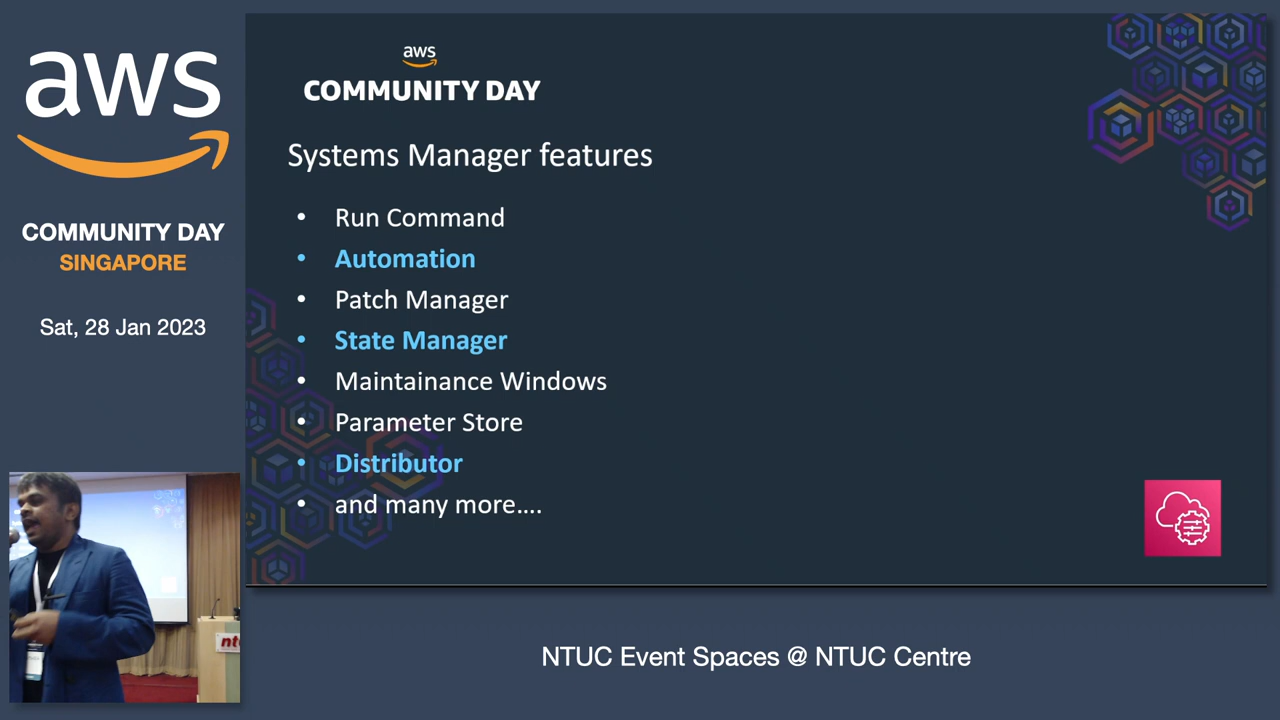 aws
COMMUNITY DAY
SINGAPORE
Sat, 28 Jan 2023
aws
COMMUNITY DAY
Systems Manager features
• Run Command
• Automation
• Patch Manager
• State Manager
• Maintainance Windows
• Parameter Store
• Distributor
• and many more....
NTUC Event Spaces @ NTUC Centre